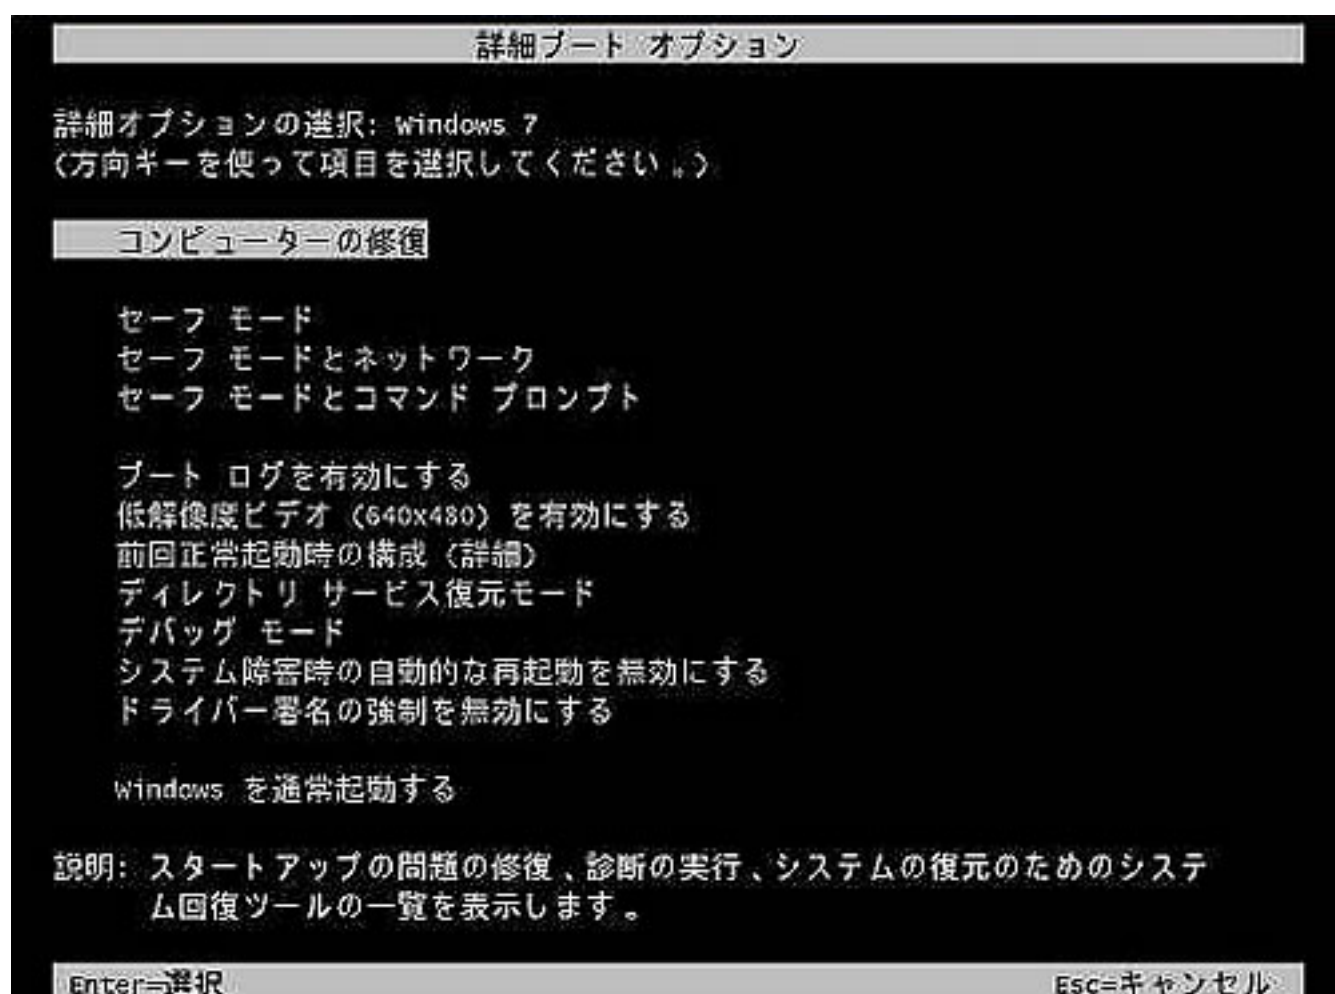 詳細ブート オプション
詳細オプションの選択: Windows 7
(方向キーを使って項目を選択してください。)
コンピューターの修復
セーフ モード
セーフ モードとネットワーク
セーフ モードとコマンド プロンプト
ブート ログを有効にする
低解像度ビデオ (640x480) を有効にする
前回正常起動時の構成 (詳細)
ディレクトリ サービス復元モード
デバッグ モード
システム障害時の自動的な再起動を無効にする
ドライバー署名の強制を無効にする
Windows を通常起動する
説明: スタートアップの問題の修復、診断の実行、システムの復元のためのシステ
ム回復ツールの一覧を表示します。
Enter=選択 Esc=キャンセル